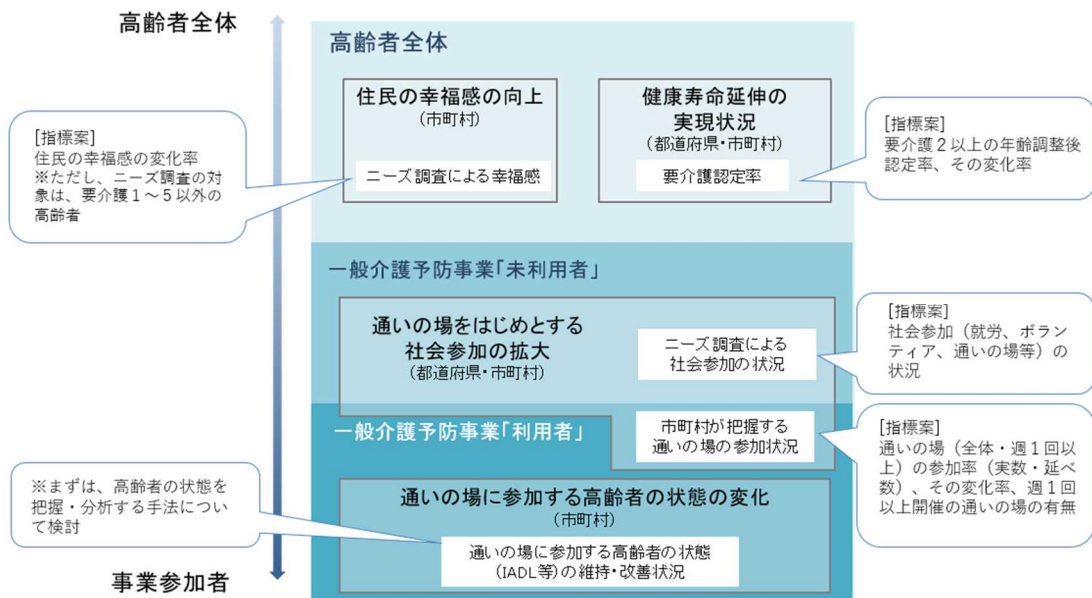 高齢者全体
高齢者全体
住民の幸福感の向上
(市町村)
ニーズ調査による幸福感
健康寿命延伸の
実現状況
(都道府県・市町村)
要介護認定率
[指標案]
住民の幸福感の変化率
※ただし、ニーズ調査の対
象は、要介護1～5以外の
高齢者
[指標案]
要介護2以上の年齢調整後
認定率、その変化率
一般介護予防事業「未利用者」
通いの場をはじめとする
社会参加の拡大
(都道府県・市町村)
ニーズ調査による
社会参加の状況
[指標案]
社会参加(就労、ボラン
ティア、通いの場等)の
状況
一般介護予防事業「利用者」
市町村が把握する
通いの場の参加状況
[指標案]
通いの場(全体・週1回以
上)の参加率(実数・延べ
数)、その変化率、週1回
以上開催の通いの場の有無
※まずは、高齢者の状態を
把握・分析する手法につい
て検討
通いの場に参加する高齢者の状態の変化
(市町村)
通いの場に参加する高齢者の状態
(IADL等)の維持・改善状況
事業参加者